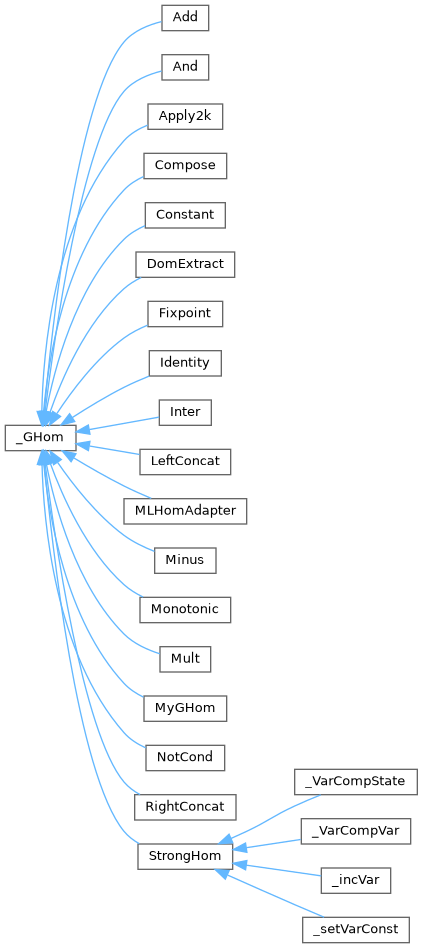 Add
And
Apply2k
Compose
Constant
DomExtract
Fixpoint
Identity
Inter
_GHom
LeftConcat
MLHomAdapter
Minus
Monotonic
Mult
MyGHom
NotCond
_VarCompState
RightConcat
_VarCompVar
StrongHom
_incVar
_setVarConst